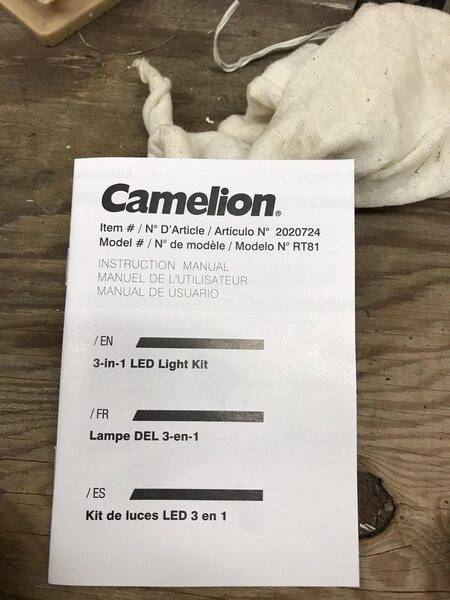 Camelion®
Item # / N° D'Article / Artículo N° 2020724
Model # / N° de modèle / Modelo N° RT81
INSTRUCTION MANUAL
MANUEL DE L'UTILISATEUR
MANUAL DE USUARIO
/ EN
3-in-1 LED Light Kit
/ FR
Lampe DEL 3-en-1
/ ES
Kit de luces LED 3 en 1